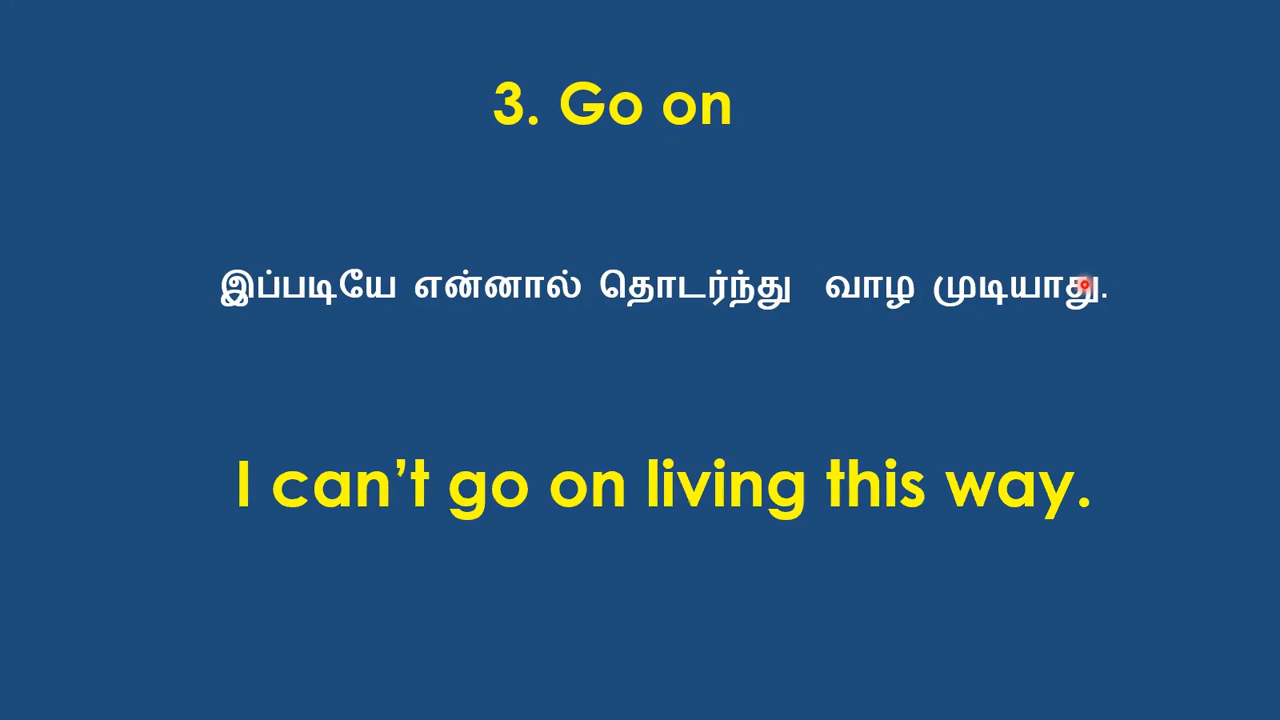 3. Go on
இப்படியே என்னால் தொடர்ந்து வாழ முடியாது.
I can’t go on living this way.